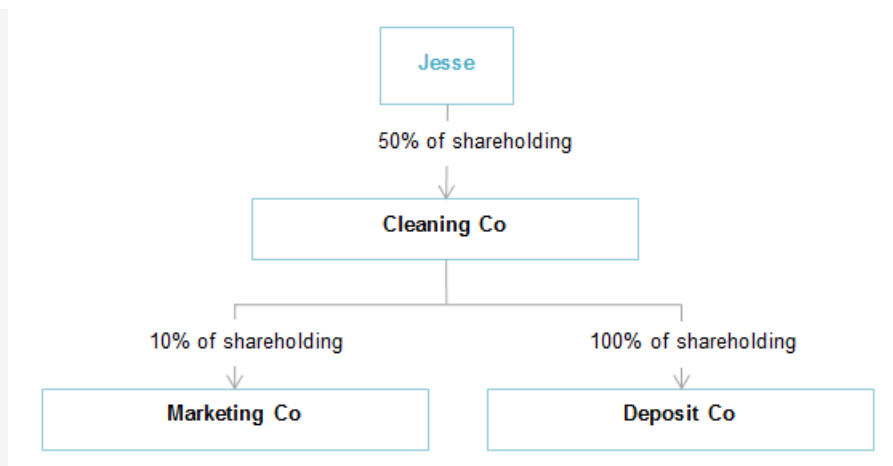 Jesse
50% of shareholding
Cleaning Co
10% of shareholding
100% of shareholding
Marketing Co
Deposit Co